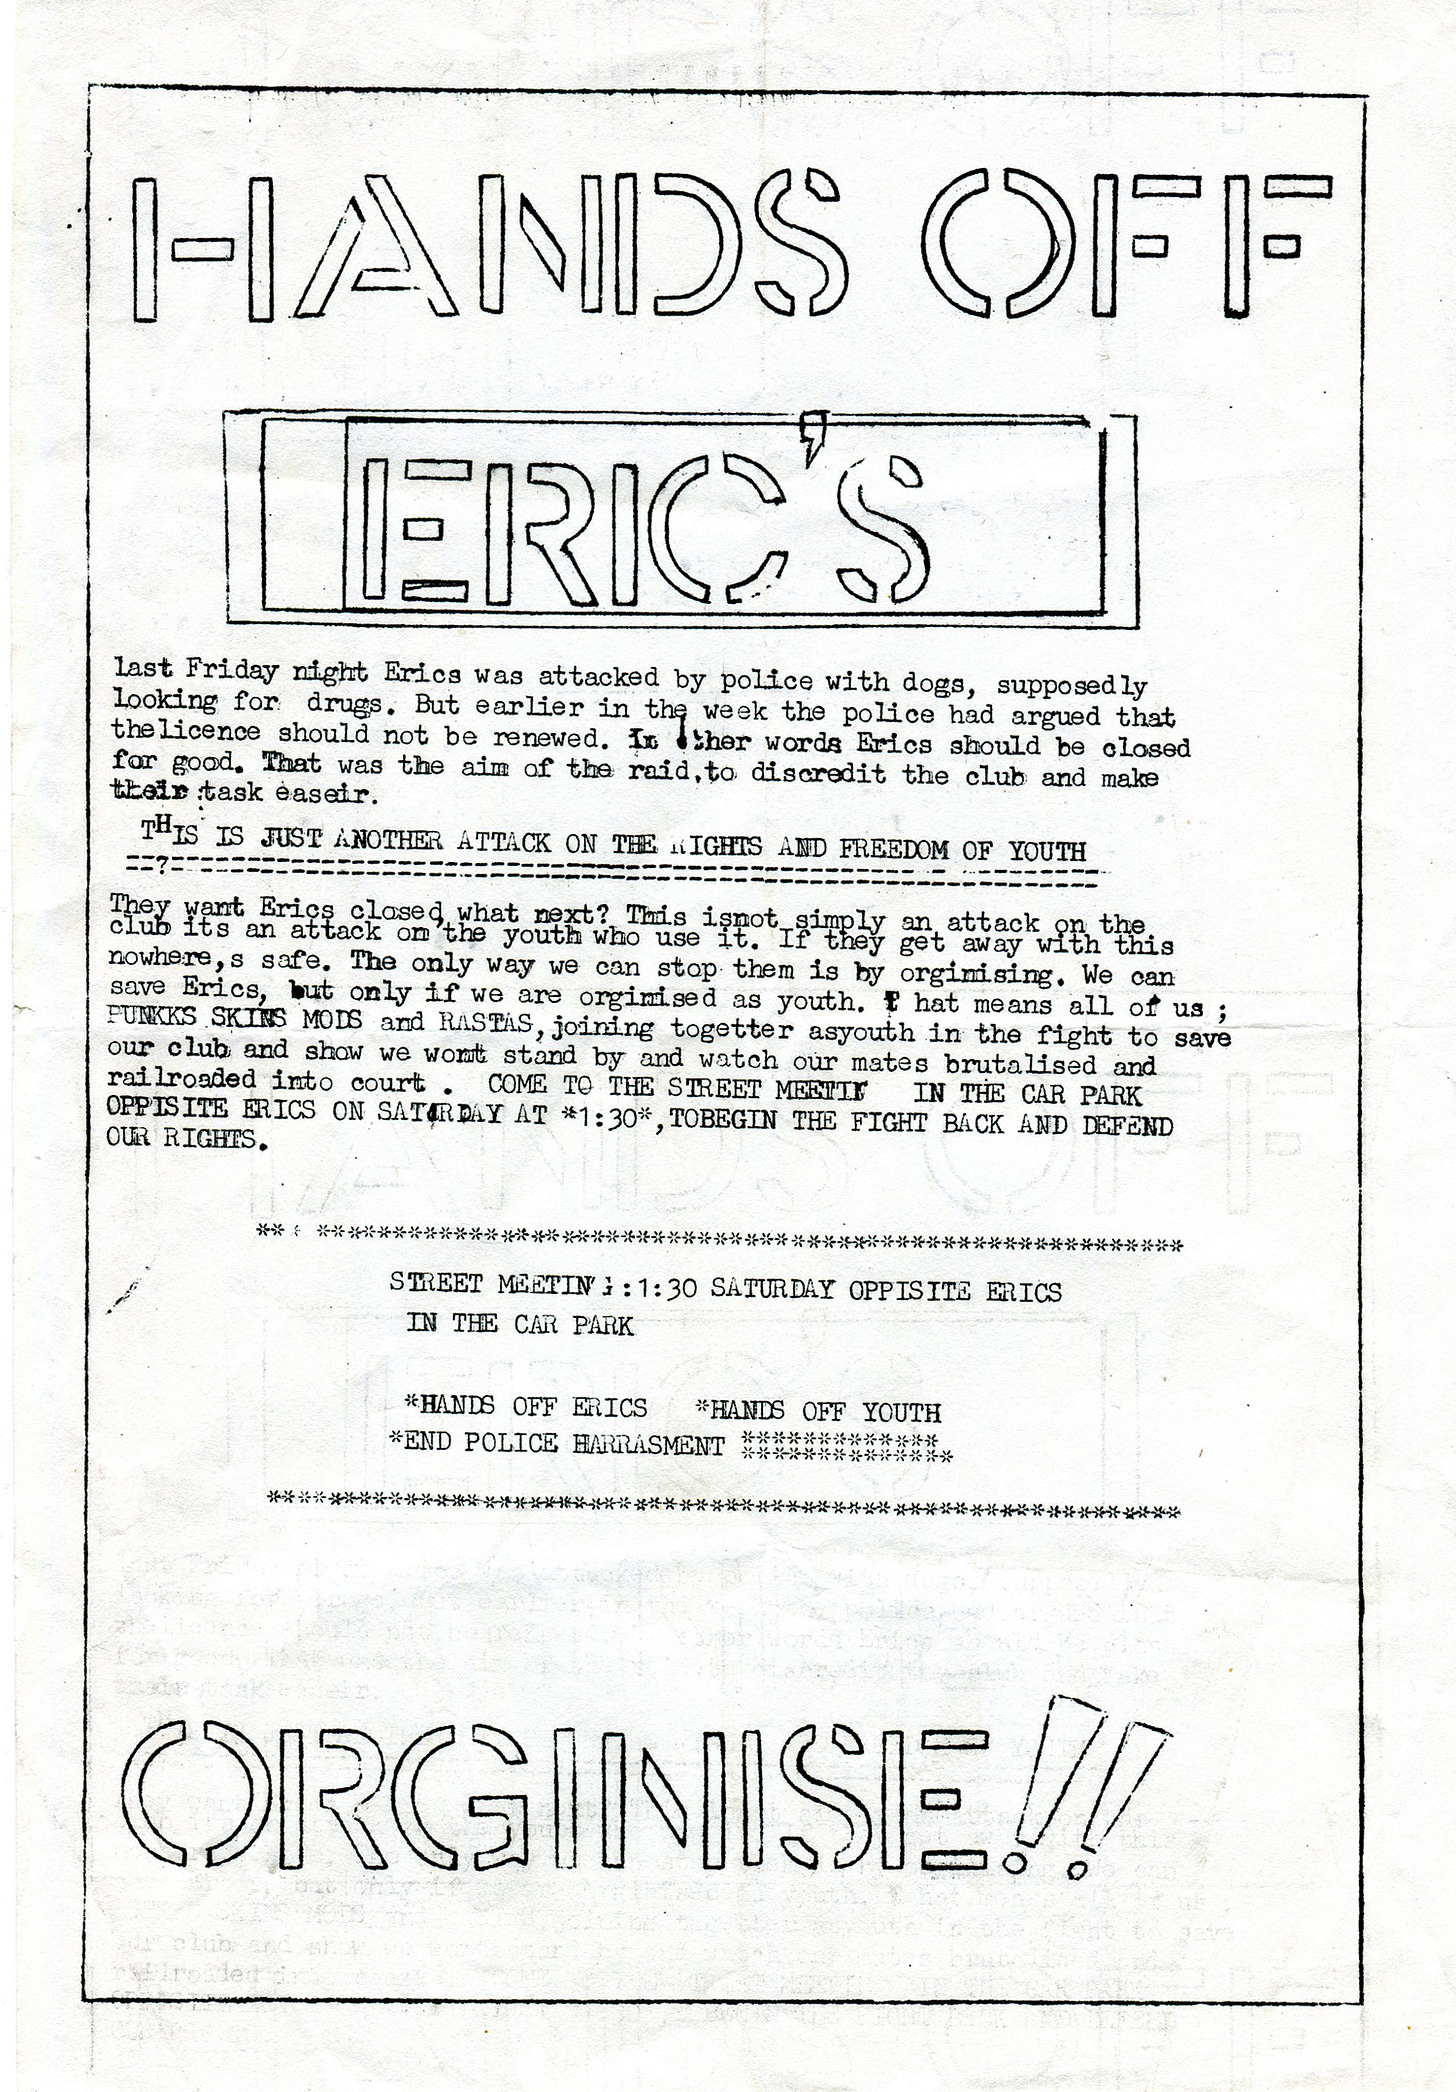 HANDS OFF
ERIC'S
last Friday night Erics was attacked by police with dogs, supposedly
looking for drugs. But earlier in the week the police had argued that
thelicence should not be renewed. In other words Erics should be closed
for good. That was the aim of the raid,to discredit the club and make
their task easeir.
THIS IS JUST ANOTHER ATTACK ON THE RIGHTS AND FREEDOM OF YOUTH
==?=====================================================
They want Erics closed,what next? This isnot simply an attack on the
club its an attack on the youth who use it. If they get away with this
nowhere,s safe. The only way we can stop them is by orginising. We can
save Erics, but only if we are orginised as youth. T hat means all of us ;
PUNKKS SKINS MODS and RASTAS,joining togetter asyouth in the fight to save
our club and show we wont stand by and watch our mates brutalised and
railroaded into court . COME TO THE STREET MEETIN IN THE CAR PARK
OPPISITE ERICS ON SATURDAY AT *1:30*,TOBEGIN THE FIGHT BACK AND DEFEND
OUR RIGHTS.
** *********************************************************
STREET MEETING:1:30 SATURDAY OPPISITE ERICS
IN THE CAR PARK
*HANDS OFF ERICS *HANDS OFF YOUTH
*END POLICE HARRASMENT *************
**************
************************************************************
ORGINISE!!